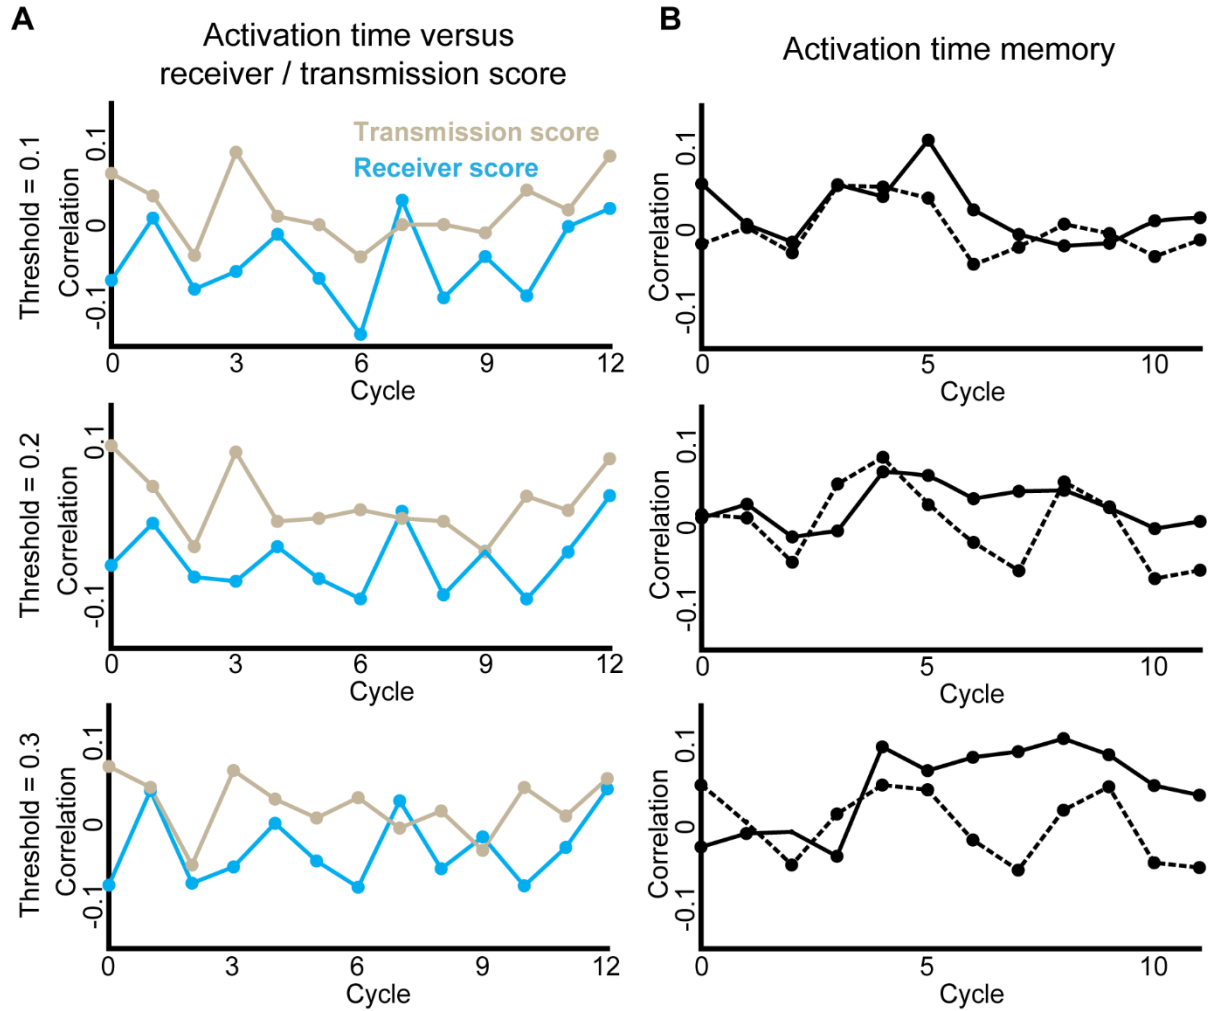 A
Activation time versus
receiver / transmission score
B
Activation time memory
Threshold = 0.1
Correlation
0.1
0
-0.1
Transmission score
Receiver score
0 3 6 9 12
Cycle
Correlation
0.1
0
-0.1
0 5 10
Cycle
Threshold = 0.2
Correlation
0.1
0
-0.1
0 3 6 9 12
Cycle
Correlation
0.1
0
-0.1
0 5 10
Cycle
Threshold = 0.3
Correlation
0.1
0
-0.1
0 3 6 9 12
Cycle
Correlation
0.1
0
-0.1
0 5 10
Cycle